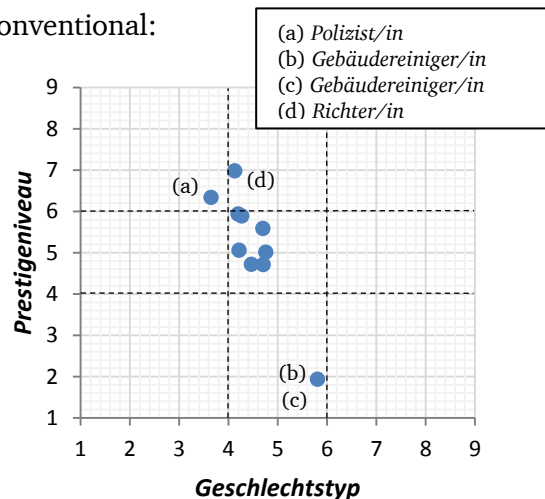 onventional:
(a) Polizist/in
(b) Gebäudereiniger/in
(c) Gebäudereiniger/in
(d) Richter/in
9
8
7
6
5
4
3
2
1
Prestigeniveau
(a)
(d)
(b)
(c)
1 2 3 4 5 6 7 8 9
Geschlechtstyp